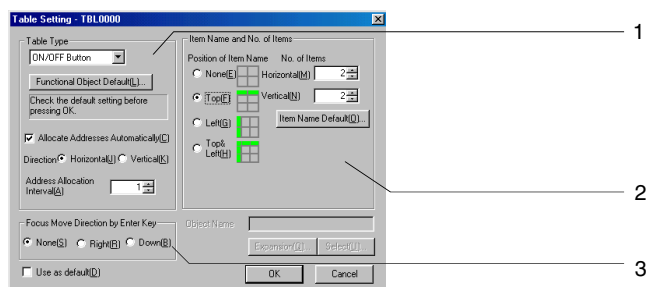 Table Setting - TBL0000
1
Table Type
ON/OFF Button
Functional Object Default(L)...
Check the default setting before
pressing OK.
Allocate Addresses Automatically(C)
Direction Horizontal(J) Vertical(K)
Address Allocation
Interval(A) 1
Item Name and No. of Items
Position of Item Name No. of Items
None(E) Horizontal(M) 2
Top(F) Vertical(N) 2
Left(G) Item Name Default(O)...
Top&
Left(H)
2
Focus Move Direction by Enter Key
None(S) Right(R) Down(B)
Object Name
Expansion(Q)... Select(U)...
3
Use as default(D) OK Cancel